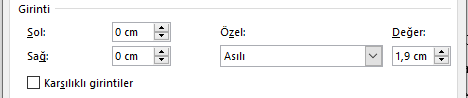 Girinti
Sol: 0 cm Özel: Değer:
Sağ: 0 cm Asılı 1,9 cm
Karşılıklı girintiler